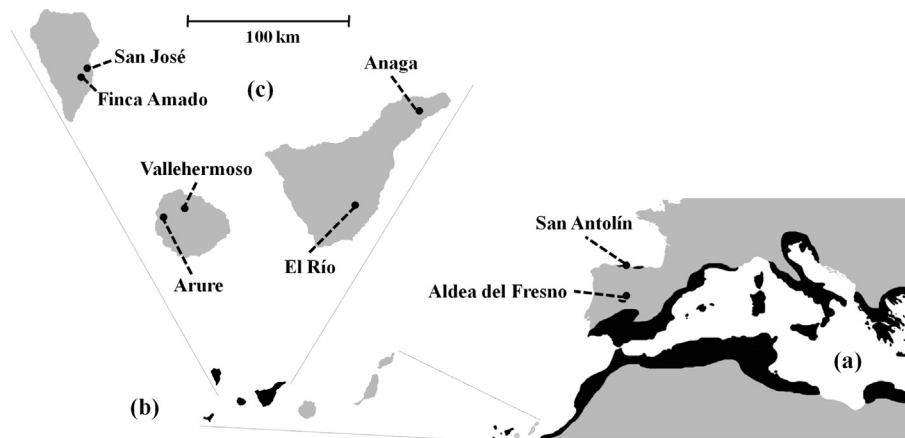 100 km
San José
Finca Amado
(c)
Anaga
Vallehermoso
Arure
El Río
San Antolín
Aldea del Fresno
(a)
(b)